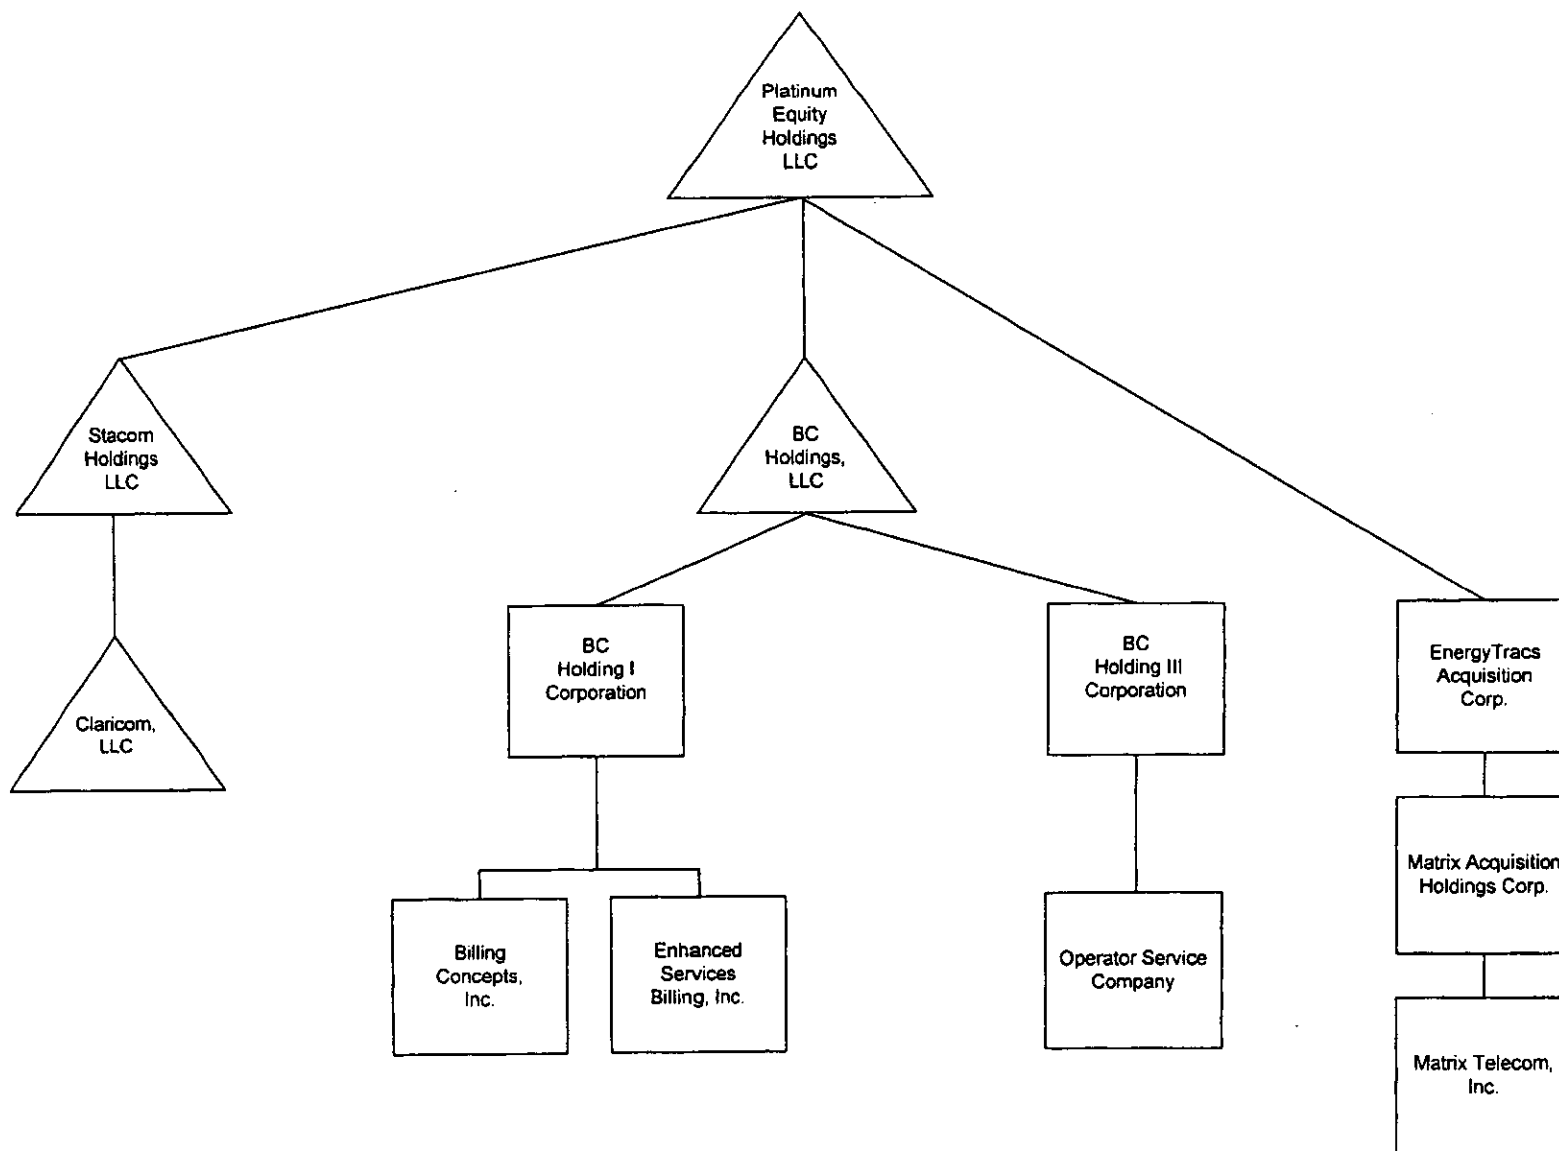 Platinum
Equity
Holdings
LLC
Stacom
Holdings
LLC
BC
Holdings,
LLC
BC
Holding I
Corporation
BC
Holding III
Corporation
EnergyTracs
Acquisition
Corp.
Claricom,
LLC
Matrix Acquisition
Holdings Corp.
Billing
Concepts,
Inc.
Enhanced
Services
Billing, Inc.
Operator Service
Company
Matrix Telecom,
Inc.